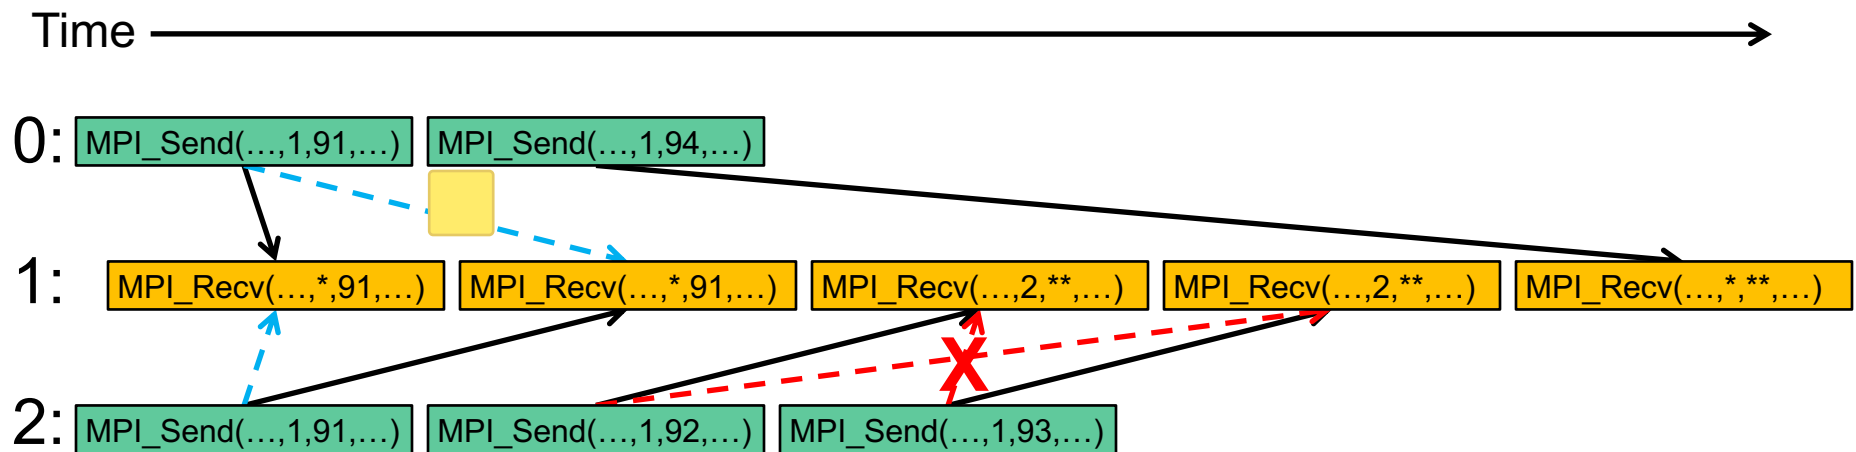 Time
0: MPI_Send(…,1,91,…) MPI_Send(…,1,94,…)
1: MPI_Recv(…,*,91,…) MPI_Recv(…,*,91,…) MPI_Recv(…,2,**,…) MPI_Recv(…,2,**,…) MPI_Recv(…,*,**,…)
X
2: MPI_Send(…,1,91,…) MPI_Send(…,1,92,…) MPI_Send(…,1,93,…)